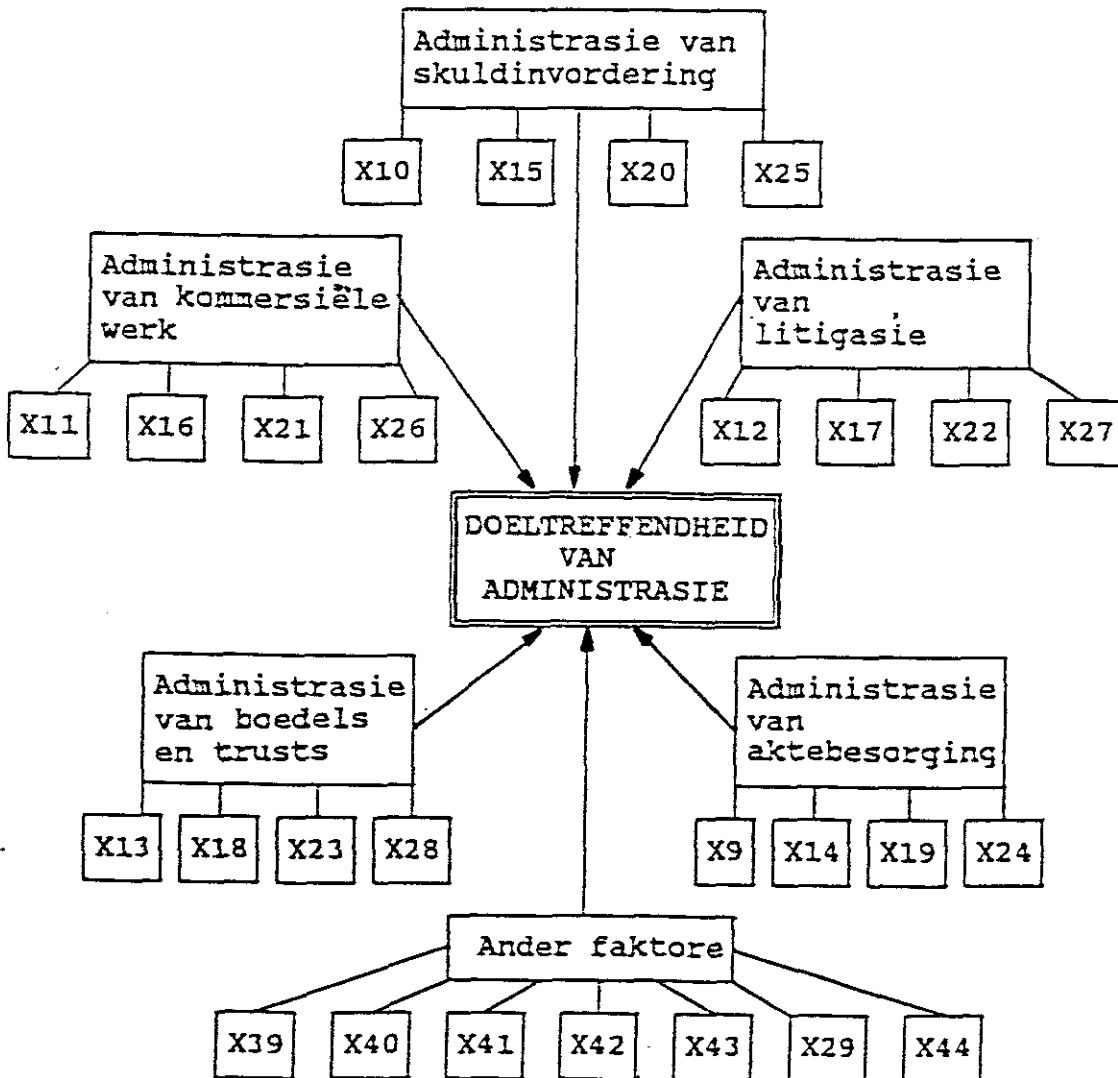 Administrasie van
skuldinvordering
X10 X15 X20 X25
Administrasie
van kommersiële
werk
Administrasie
van
litigasie
X11 X16 X21 X26
X12 X17 X22 X27
DOELTREFFENDHEID
VAN
ADMINISTRASIE
Administrasie
van boedels
en trusts
Administrasie
van
aktebesorging
X13 X18 X23 X28
X9 X14 X19 X24
Ander faktore
X39 X40 X41 X42 X43 X29 X44